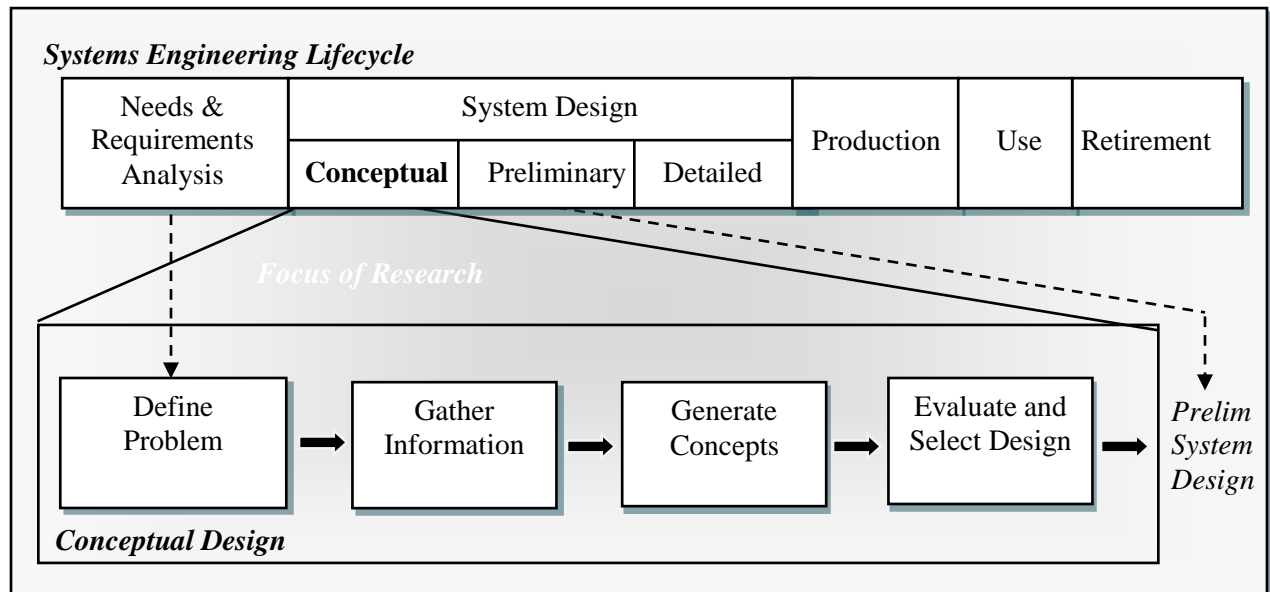 Systems Engineering Lifecycle
Needs &
Requirements
Analysis
System Design
Conceptual
Preliminary
Detailed
Production
Use
Retirement
Focus of Research
Define
Problem
Gather
Information
Generate
Concepts
Evaluate and
Select Design
Prelim
System
Design
Conceptual Design